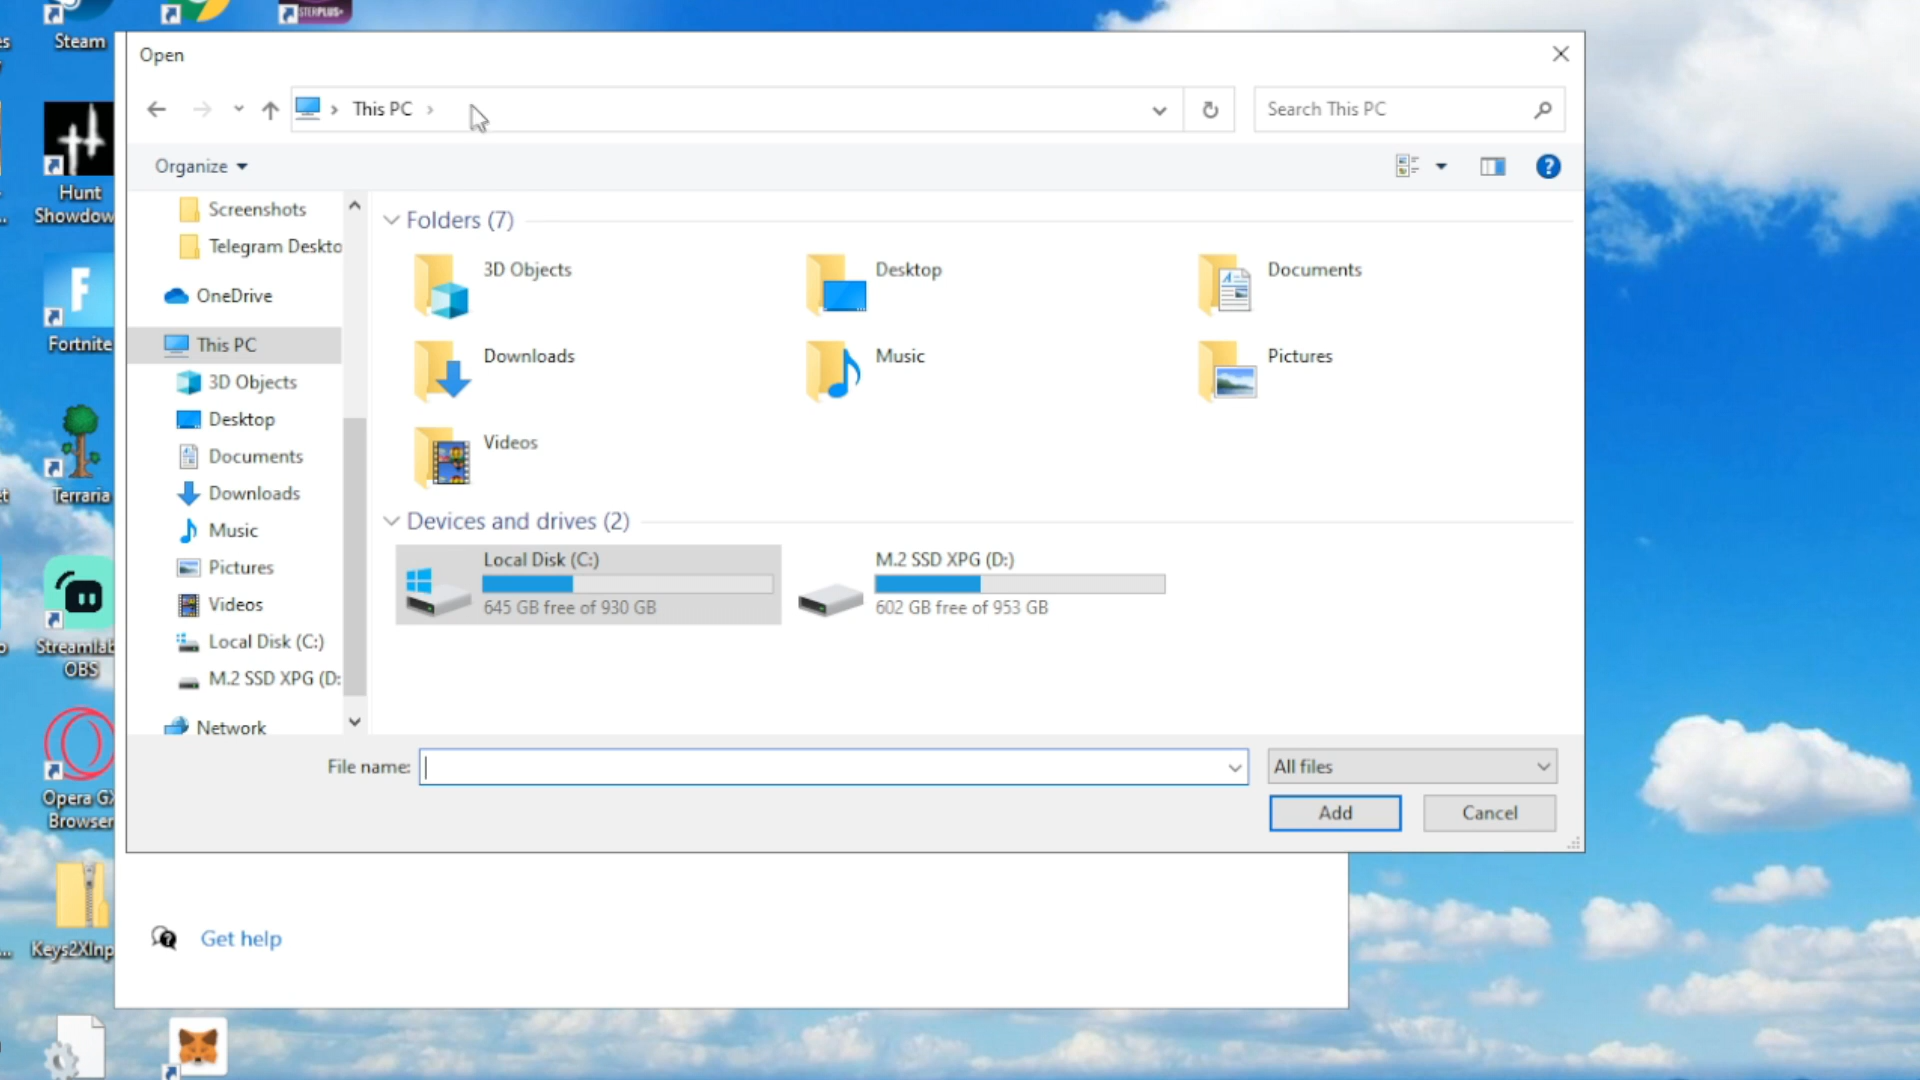 STERPLUS+
Steam
Open
This PC
Search This PC
Organize
Screenshots
Telegram Deskto
OneDrive
This PC
3D Objects
Desktop
Documents
Downloads
Music
Pictures
Videos
Local Disk (C:)
M.2 SSD XPG (D:
Network
Folders (7)
3D Objects
Desktop
Documents
Downloads
Music
Pictures
Videos
Devices and drives (2)
Local Disk (C:)
645 GB free of 930 GB
M.2 SSD XPG (D:)
602 GB free of 953 GB
File name:
All files
Add
Cancel
Get help
Hunt
Showdow
Fortnite
Terraria
Streamlab
OBS
Opera GX
Browser
Keys2XInp